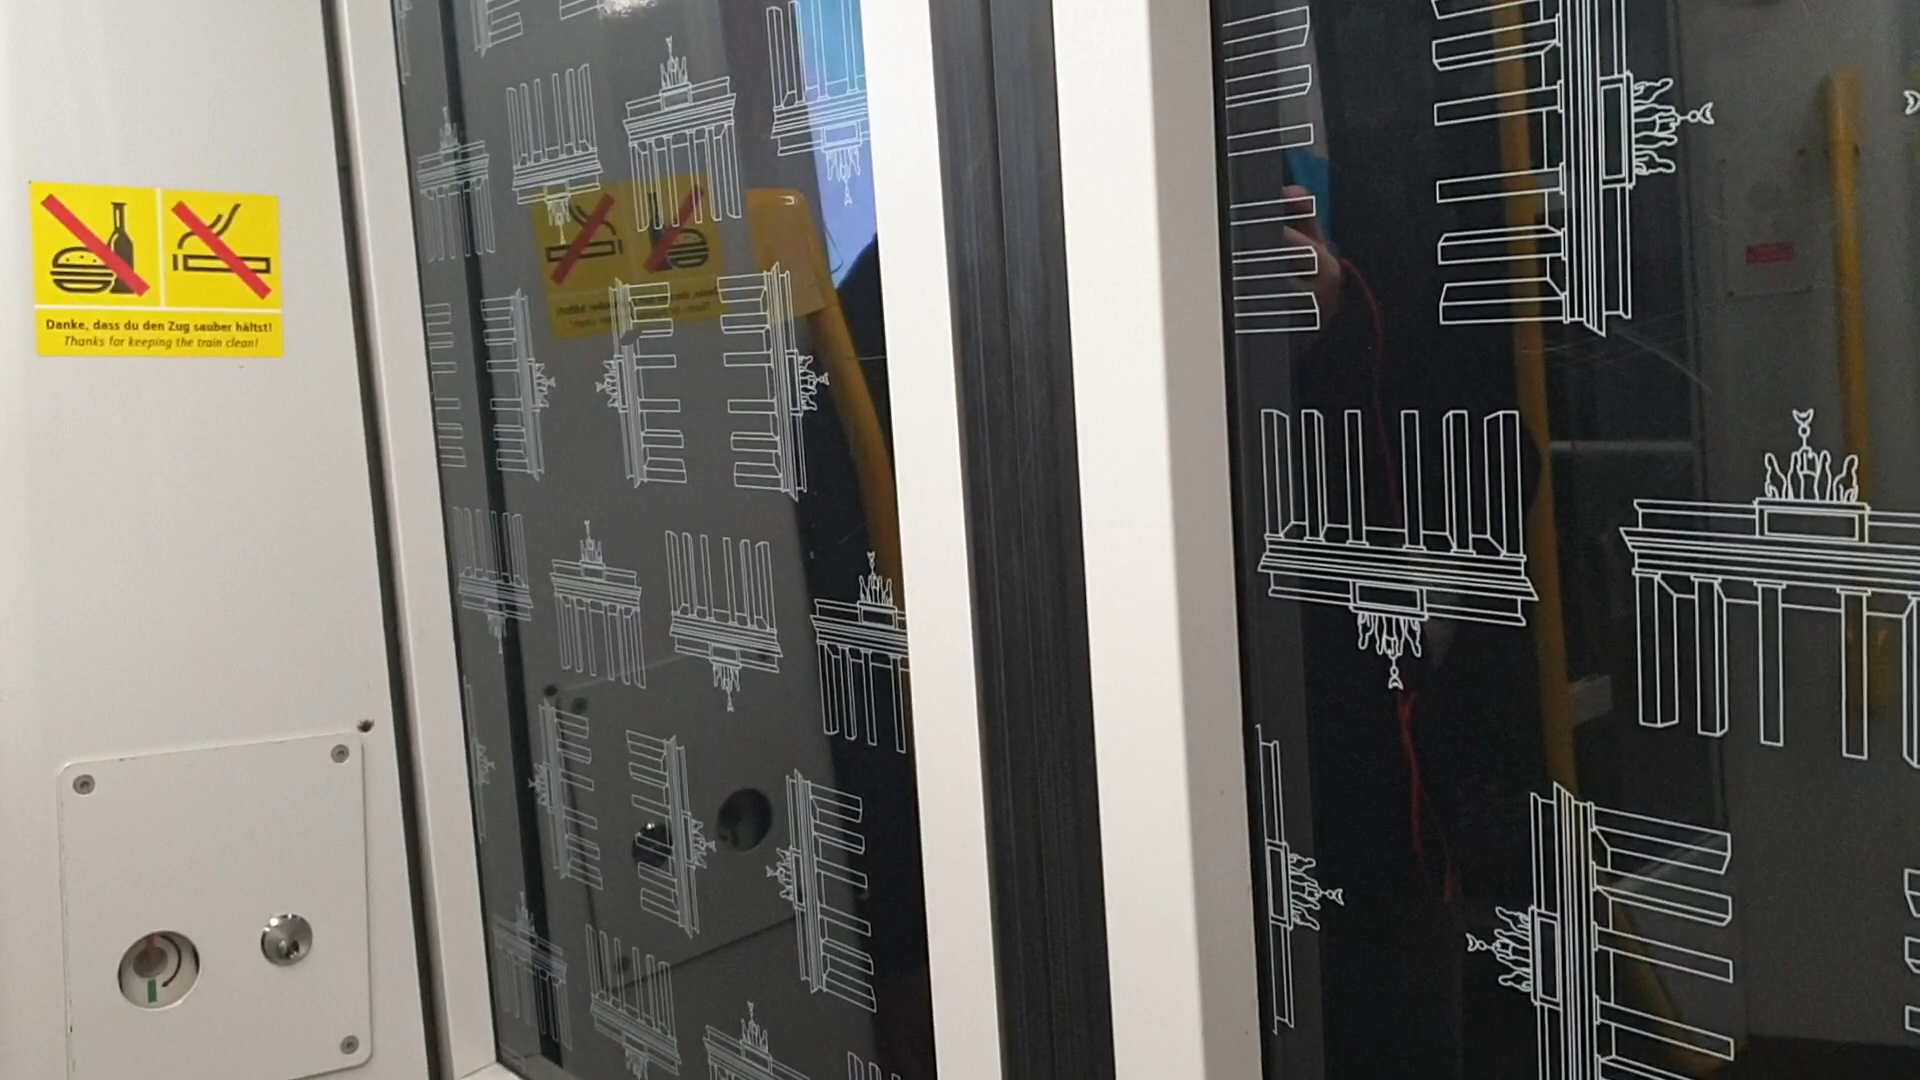 Danke, dass du den Zug sauber hältst!
Thanks for keeping the train clean!